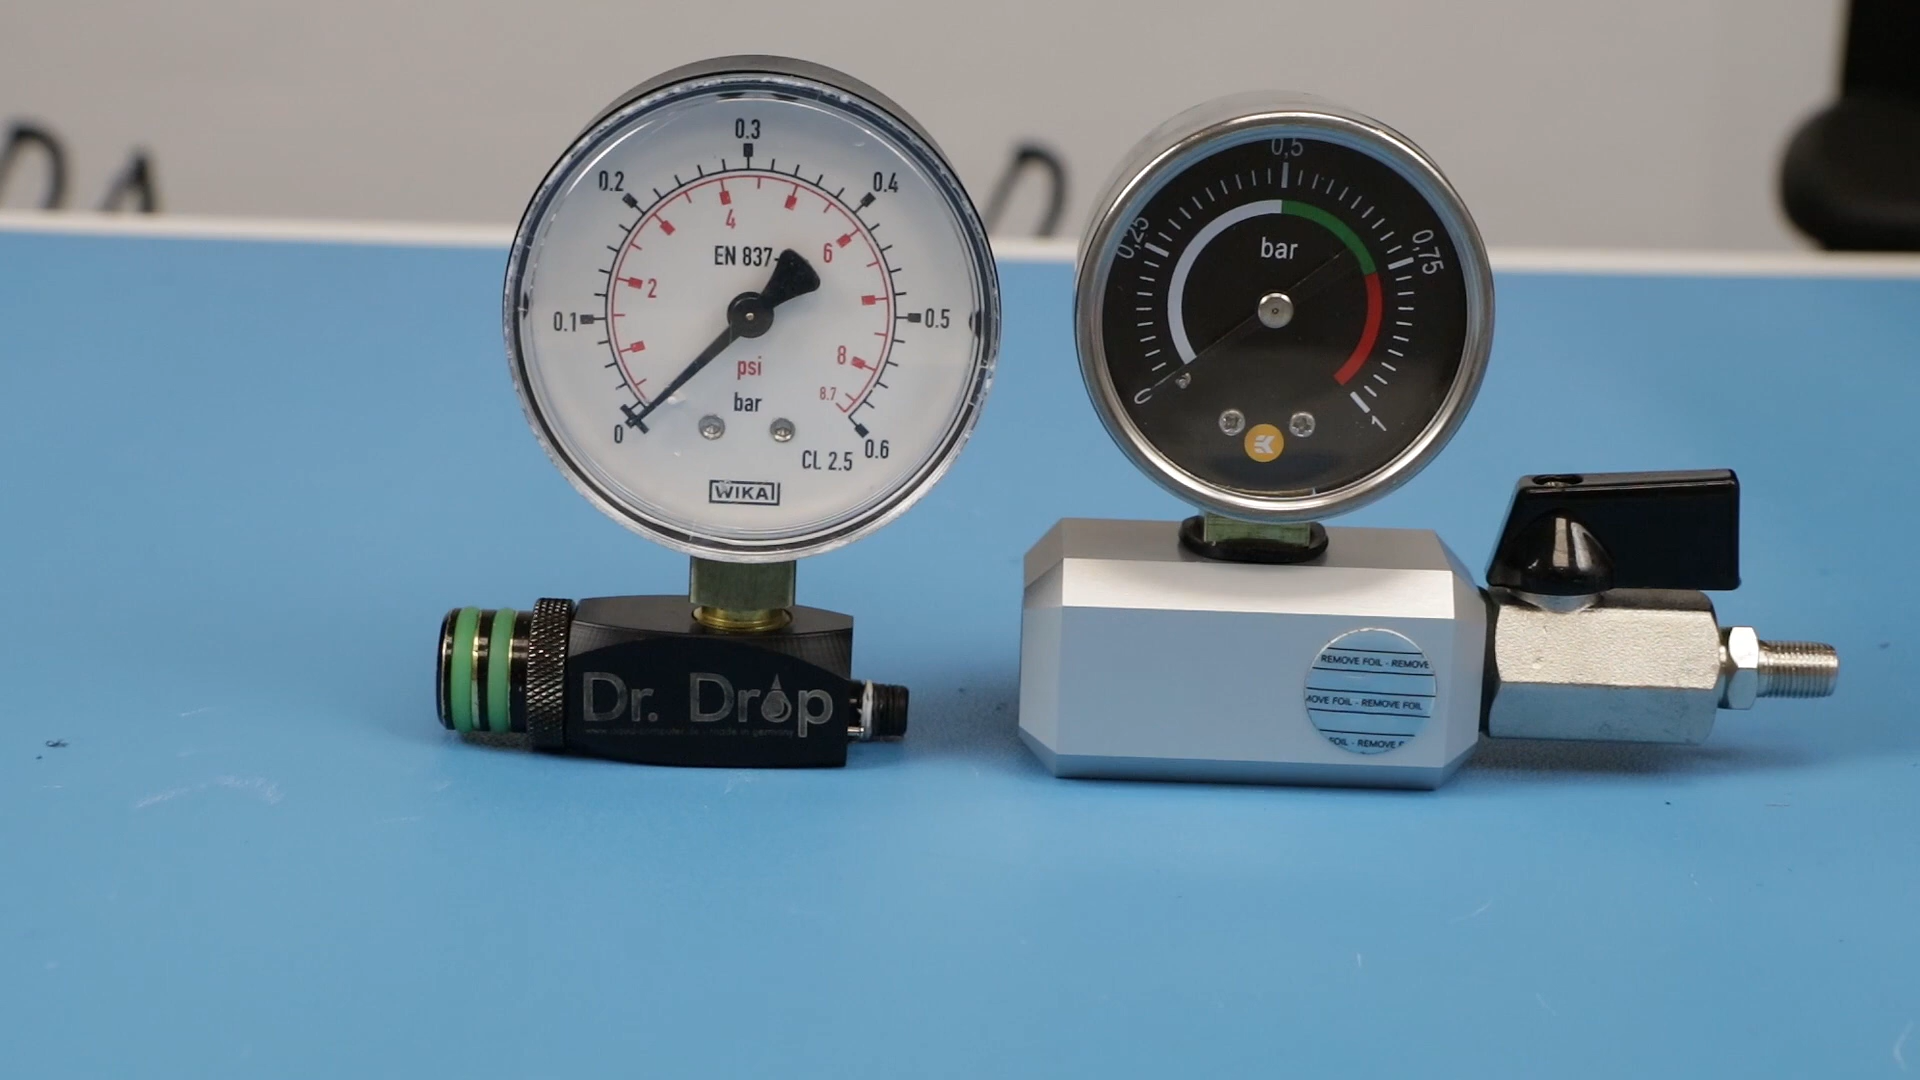 0.3
0.2
0.4
4
EN 837-
6
2
0.1
0.5
psi
8
bar
8.7
0
0.6
CL 2.5
WIKA
Dr. Drop
0,5
0,25
bar
0,75
0
1
REMOVE FOIL - REMOVE
MOVE FOIL - REMOVE FOIL
FOIL - REMOVE F